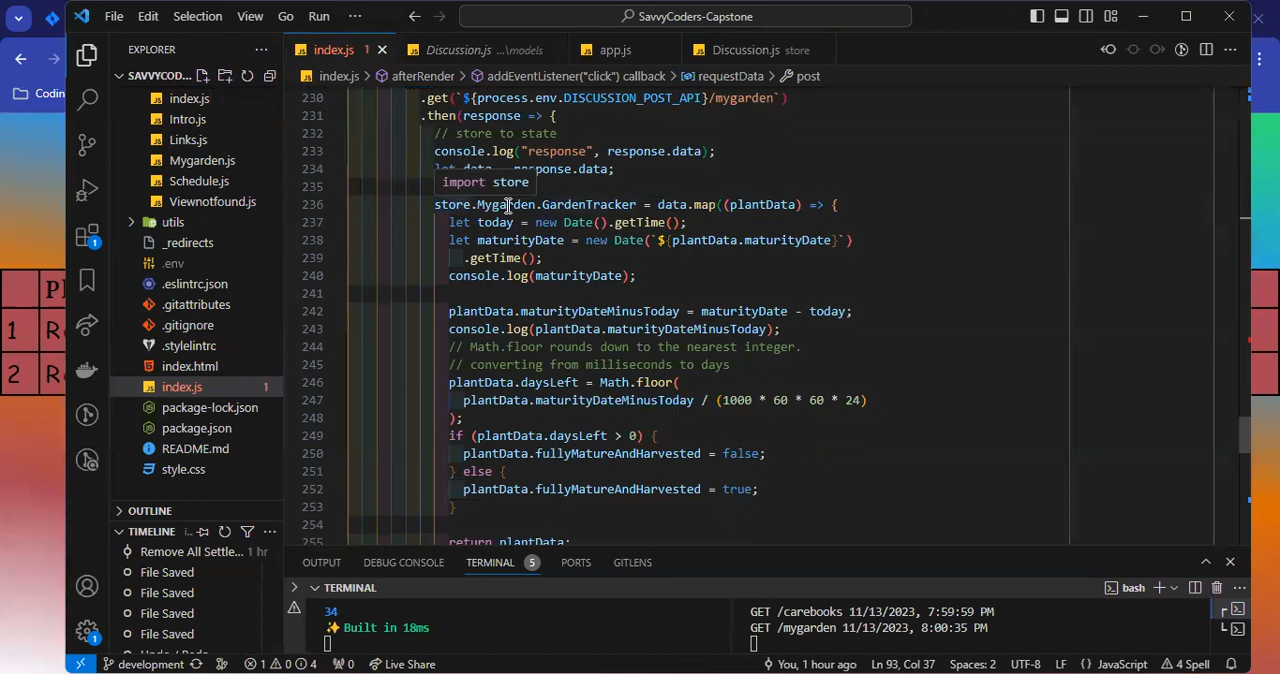 File Edit Selection View Go Run ··· SavvyCoders-Capstone
Codin
EXPLORER
index.js 1 Discussion.js ...\models app.js Discussion.js store
SAVVYCOD...
index.js > afterRender > addEventListener("click") callback > requestData > post
index.js
Intro.js
Links.js
Mygarden.js
Schedule.js
Viewnotfound.js
utils
_redirects
.env
.eslintrc.json
.gitattributes
.gitignore
.stylelintrc
index.html
index.js 1
package-lock.json
package.json
README.md
style.css
OUTLINE
TIMELINE
Remove All Settle... 1 hr
File Saved
File Saved
File Saved
File Saved
230 .get(`${process.env.DISCUSSION_POST_API}/mygarden`)
231 .then(response => {
232 // store to state
233 console.log("response", response.data);
234 let data = response.data;
import store
235
236 store.Mygarden.GardenTracker = data.map((plantData) => {
237 let today = new Date().getTime();
238 let maturityDate = new Date(`${plantData.maturityDate}`)
239 .getTime();
240 console.log(maturityDate);
241
242 plantData.maturityDateMinusToday = maturityDate - today;
243 console.log(plantData.maturityDateMinusToday);
244 // Math.floor rounds down to the nearest integer.
245 // converting from milliseconds to days
246 plantData.daysLeft = Math.floor(
247 plantData.maturityDateMinusToday / (1000 * 60 * 60 * 24)
248 );
249 if (plantData.daysLeft > 0) {
250 plantData.fullyMatureAndHarvested = false;
251 } else {
252 plantData.fullyMatureAndHarvested = true;
253 }
254
255 return plantData;
OUTPUT DEBUG CONSOLE TERMINAL 5 PORTS GITLENS
TERMINAL bash
34
✨ Built in 18ms
GET /carebooks 11/13/2023, 7:59:59 PM
GET /mygarden 11/13/2023, 8:00:35 PM
development 1 0 4 0 Live Share You, 1 hour ago Ln 93, Col 37 Spaces: 2 UTF-8 LF {} JavaScript 4 Spell
1
2